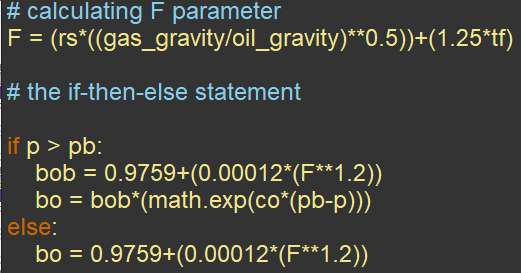 # calculating F parameter
F = (rs*((gas_gravity/oil_gravity)**0.5))+(1.25*tf)
# the if-then-else statement
if p > pb:
bob = 0.9759+(0.00012*(F**1.2))
bo = bob*(math.exp(co*(pb-p)))
else:
bo = 0.9759+(0.00012*(F**1.2))